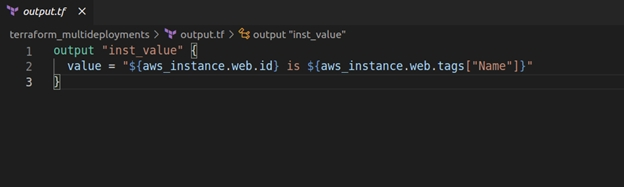 output.tf ×
terraform_multideployments > output.tf > output "inst_value"
1 output "inst_value" {
2   value = "${aws_instance.web.id} is ${aws_instance.web.tags["Name"]}"
3 }